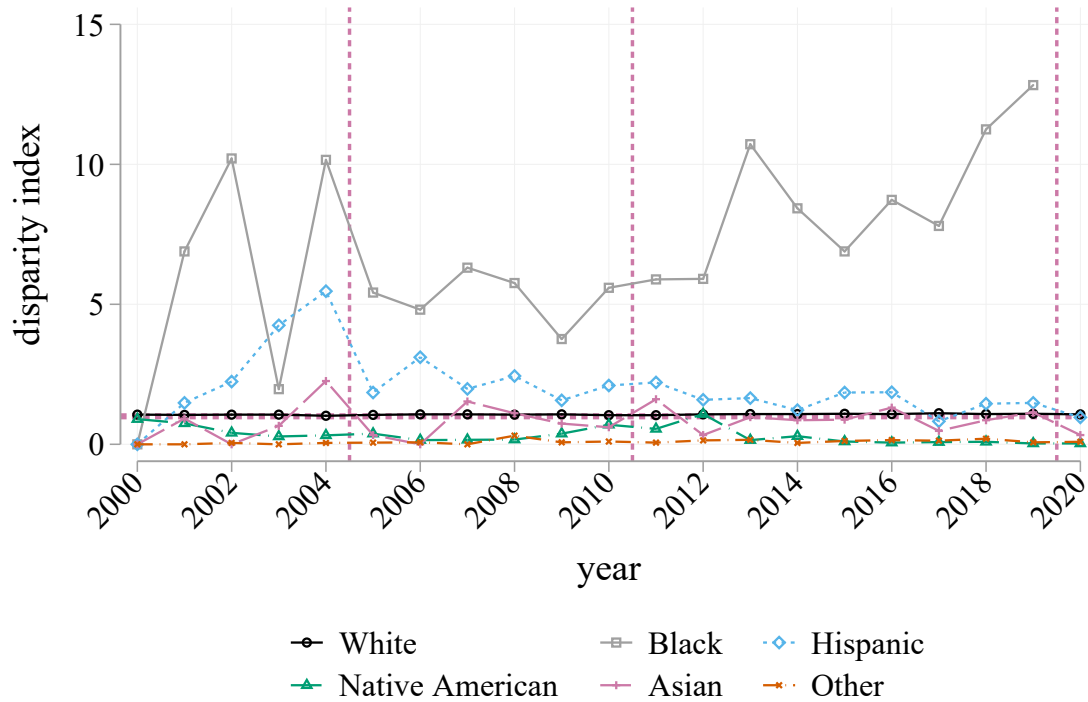 15
10
5
0
disparity index
2000 2002 2004 2006 2008 2010 2012 2014 2016 2018 2020
year
White Black Hispanic
Native American Asian Other